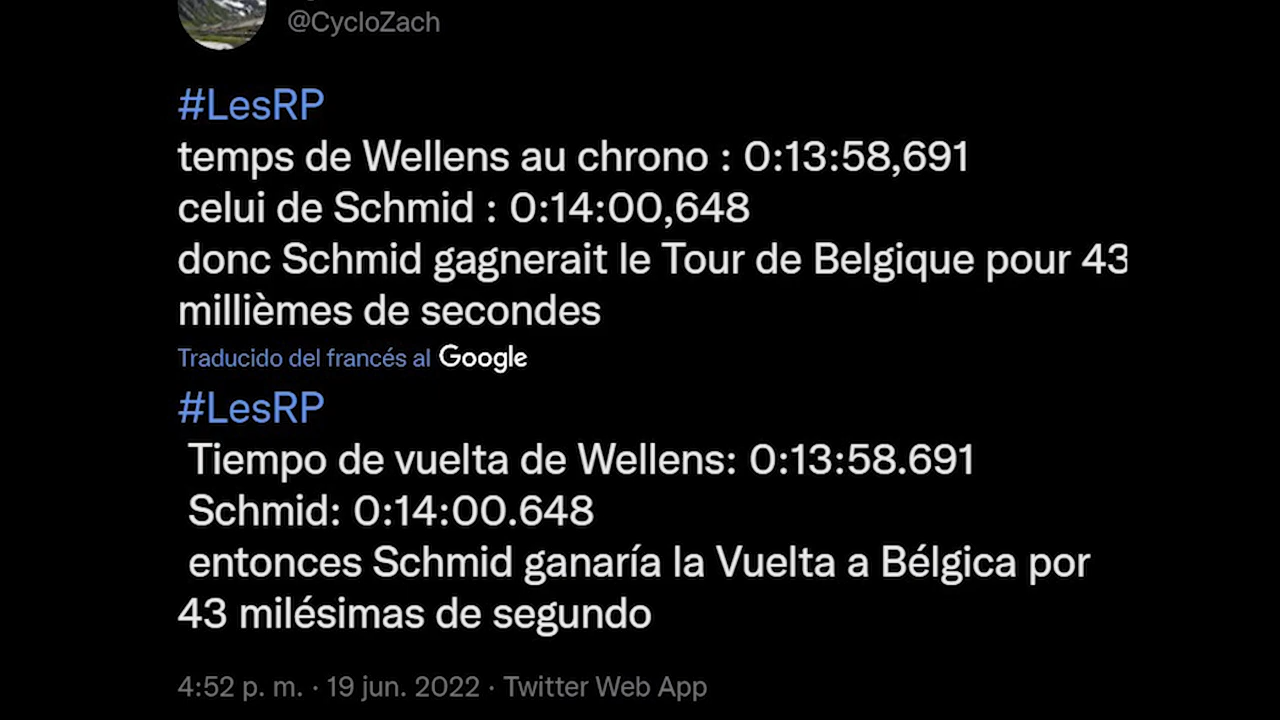 @CycloZach
#LesRP
temps de Wellens au chrono : 0:13:58,691
celui de Schmid : 0:14:00,648
donc Schmid gagnerait le Tour de Belgique pour 43
millièmes de secondes
Traducido del francés al Google
#LesRP
Tiempo de vuelta de Wellens: 0:13:58.691
Schmid: 0:14:00.648
entonces Schmid ganaría la Vuelta a Bélgica por
43 milésimas de segundo
4:52 p. m. · 19 jun. 2022 · Twitter Web App